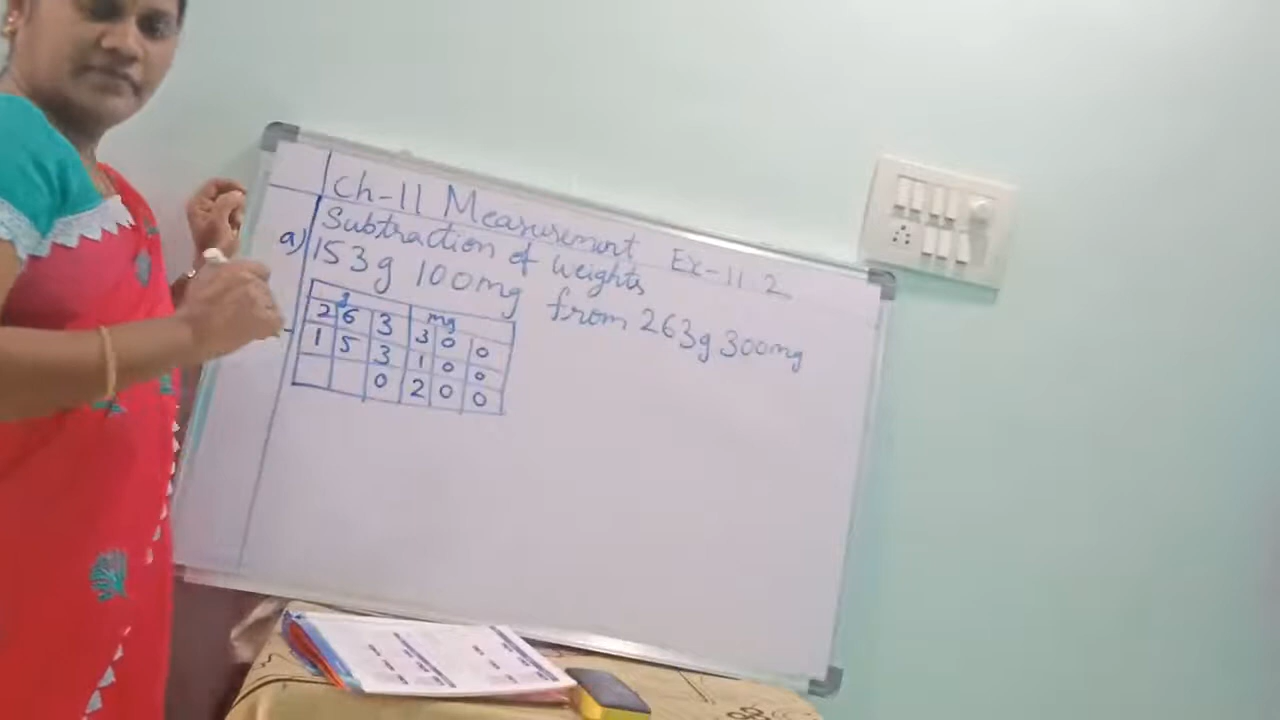 Ch-11 Measurement Ex-11.2
Subtraction of weights
a) 153g 100mg from 263g 300mg
g mg
2 6 3 3 0 0
- 1 5 3 1 0 0
0 2 0 0